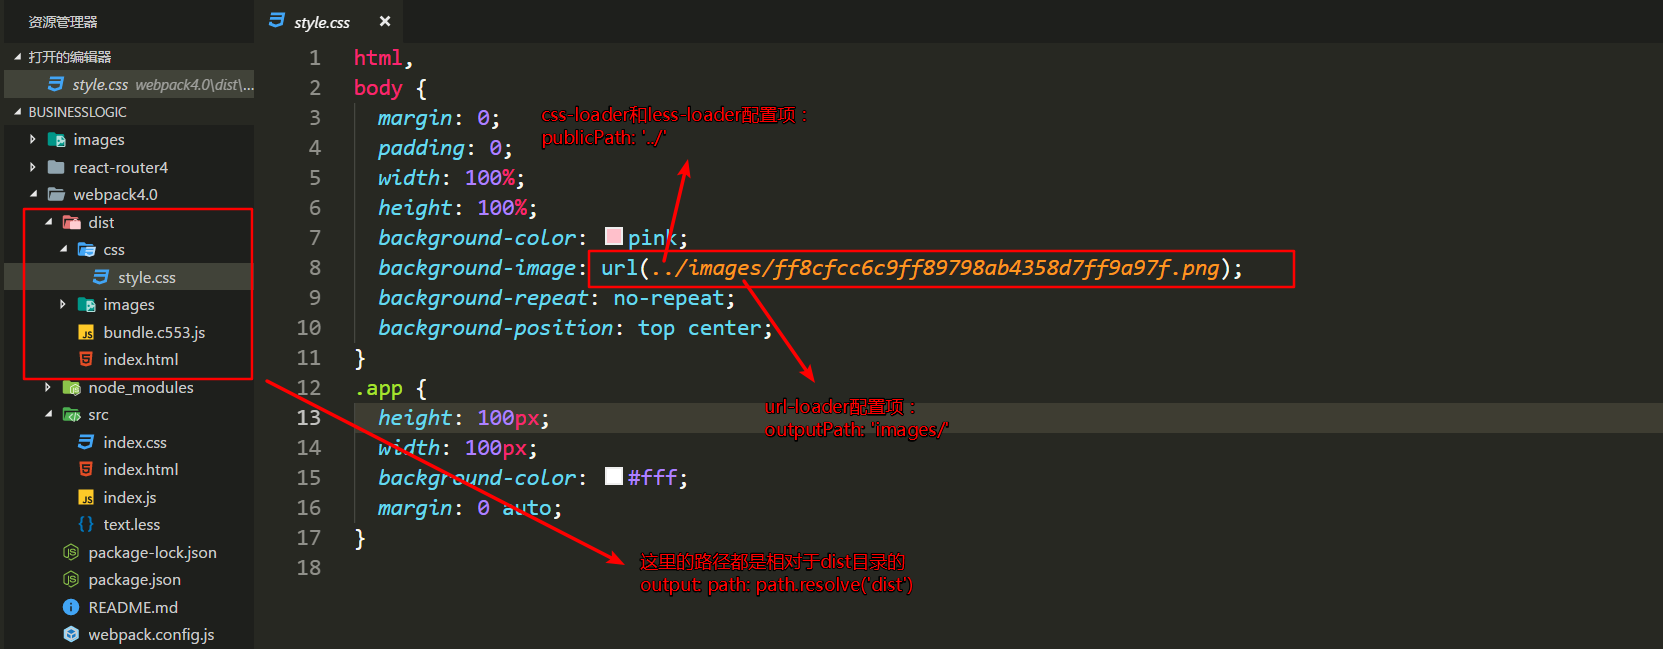 资源管理器
打开的编辑器
style.css webpack4.0\dist\...
BUSINESSLOGIC
images
react-router4
webpack4.0
dist
css
style.css
images
bundle.c553.js
index.html
node_modules
src
index.css
index.html
index.js
text.less
package-lock.json
package.json
README.md
webpack.config.js
style.css ×
1 html,
2 body {
3 margin: 0;
4 padding: 0;
5 width: 100%;
6 height: 100%;
7 background-color: pink;
8 background-image: url(../images/ff8cfcc6c9ff89798ab4358d7ff9a97f.png);
9 background-repeat: no-repeat;
10 background-position: top center;
11 }
12 .app {
13 height: 100px;
14 width: 100px;
15 background-color: #fff;
16 margin: 0 auto;
17 }
18
css-loader和less-loader配置项：
publicPath: '../'
url-loader配置项：
outputPath: 'images/'
这里的路径都是相对于dist目录的
output: path: path.resolve('dist')